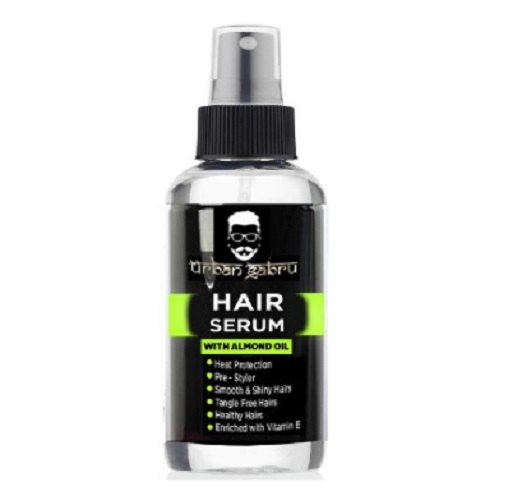 Urban Gabru
HAIR
SERUM
WITH ALMOND OIL
Heat Protection
Pre - Styler
Smooth & Shiny Hairs
Tangle Free Hairs
Healthy Hairs
Enriched with Vitamin E